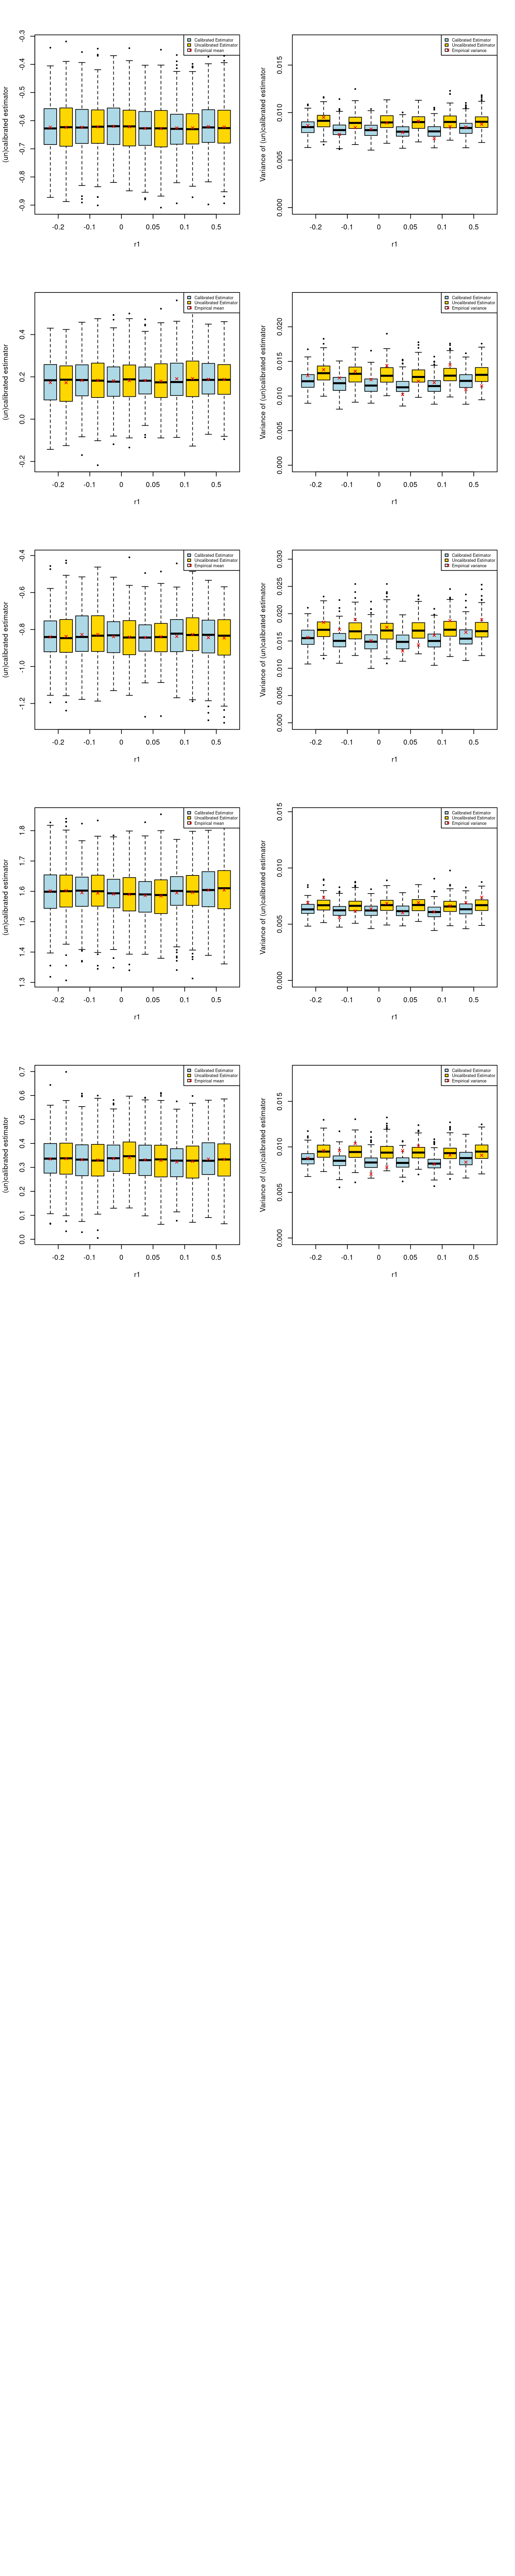 (un)calibrated estimator
-0.3
-0.4
-0.5
-0.6
-0.7
-0.8
-0.9
Calibrated Estimator
Uncalibrated Estimator
Empirical mean
-0.2 -0.1 0 0.05 0.1 0.5
r1
Variance of (un)calibrated estimator
0.015
0.010
0.005
0.000
Calibrated Estimator
Uncalibrated Estimator
Empirical variance
-0.2 -0.1 0 0.05 0.1 0.5
r1
(un)calibrated estimator
0.4
0.2
0.0
-0.2
Calibrated Estimator
Uncalibrated Estimator
Empirical mean
-0.2 -0.1 0 0.05 0.1 0.5
r1
Variance of (un)calibrated estimator
0.020
0.015
0.010
0.005
0.000
Calibrated Estimator
Uncalibrated Estimator
Empirical variance
-0.2 -0.1 0 0.05 0.1 0.5
r1
(un)calibrated estimator
-0.4
-0.6
-0.8
-1.0
-1.2
Calibrated Estimator
Uncalibrated Estimator
Empirical mean
-0.2 -0.1 0 0.05 0.1 0.5
r1
Variance of (un)calibrated estimator
0.030
0.025
0.020
0.015
0.010
0.005
0.000
Calibrated Estimator
Uncalibrated Estimator
Empirical variance
-0.2 -0.1 0 0.05 0.1 0.5
r1
(un)calibrated estimator
1.8
1.7
1.6
1.5
1.4
1.3
Calibrated Estimator
Uncalibrated Estimator
Empirical mean
-0.2 -0.1 0 0.05 0.1 0.5
r1
Variance of (un)calibrated estimator
0.015
0.010
0.005
0.000
Calibrated Estimator
Uncalibrated Estimator
Empirical variance
-0.2 -0.1 0 0.05 0.1 0.5
r1
(un)calibrated estimator
0.7
0.6
0.5
0.4
0.3
0.2
0.1
0.0
Calibrated Estimator
Uncalibrated Estimator
Empirical mean
-0.2 -0.1 0 0.05 0.1 0.5
r1
Variance of (un)calibrated estimator
0.015
0.010
0.005
0.000
Calibrated Estimator
Uncalibrated Estimator
Empirical variance
-0.2 -0.1 0 0.05 0.1 0.5
r1